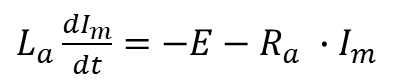 L_a dI_m/dt = −E − R_a · I_m